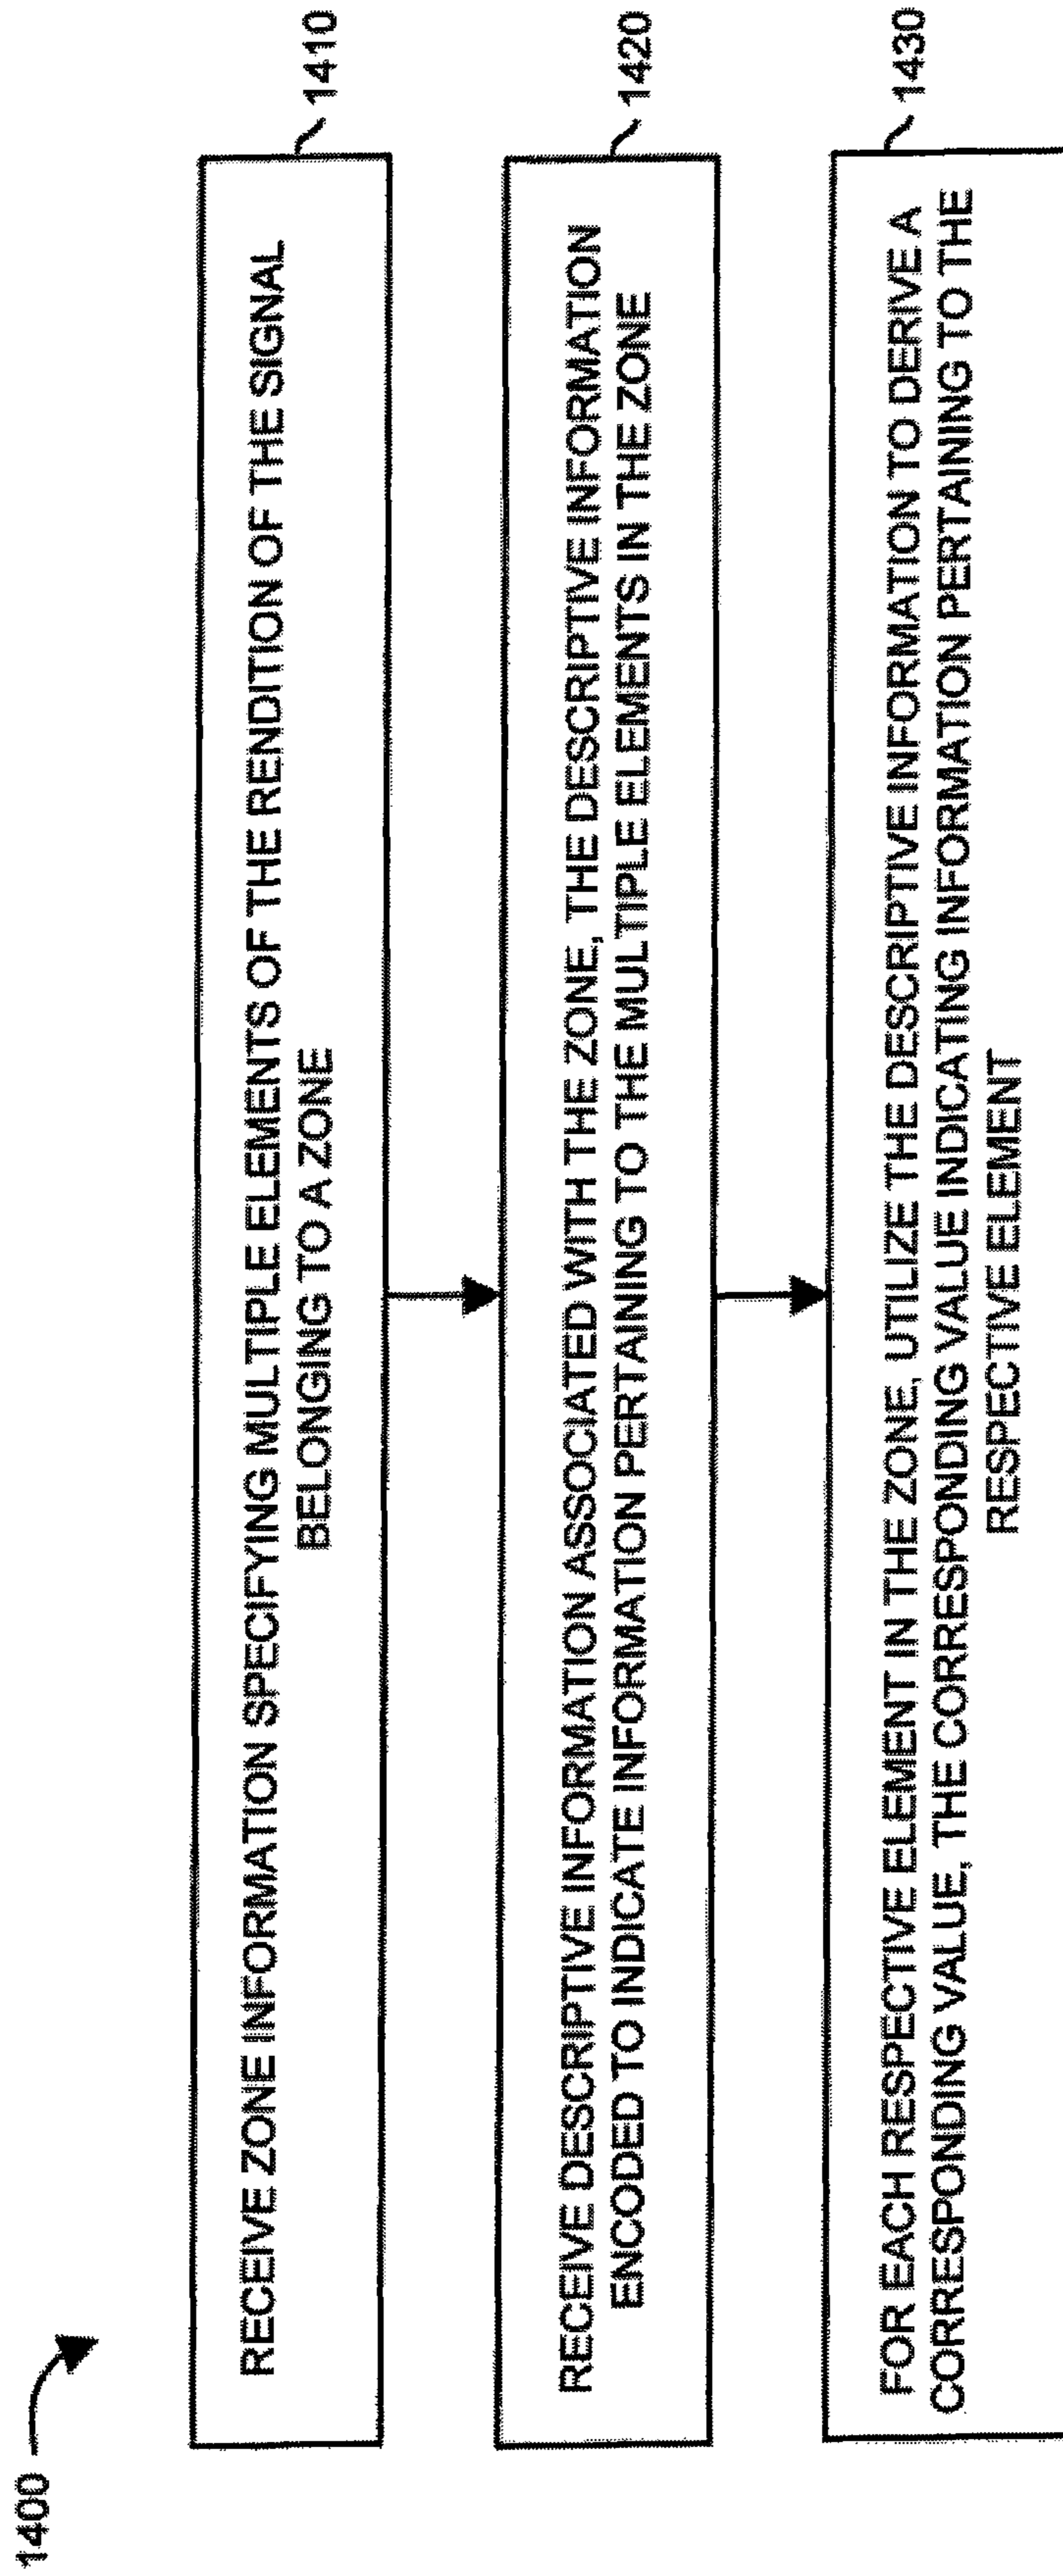 1400
RECEIVE ZONE INFORMATION SPECIFYING MULTIPLE ELEMENTS OF THE RENDITION OF THE SIGNAL
BELONGING TO A ZONE
1410
RECEIVE DESCRIPTIVE INFORMATION ASSOCIATED WITH THE ZONE, THE DESCRIPTIVE INFORMATION
ENCODED TO INDICATE INFORMATION PERTAINING TO THE MULTIPLE ELEMENTS IN THE ZONE
1420
FOR EACH RESPECTIVE ELEMENT IN THE ZONE, UTILIZE THE DESCRIPTIVE INFORMATION TO DERIVE A
CORRESPONDING VALUE, THE CORRESPONDING VALUE INDICATING INFORMATION PERTAINING TO THE
RESPECTIVE ELEMENT
1430